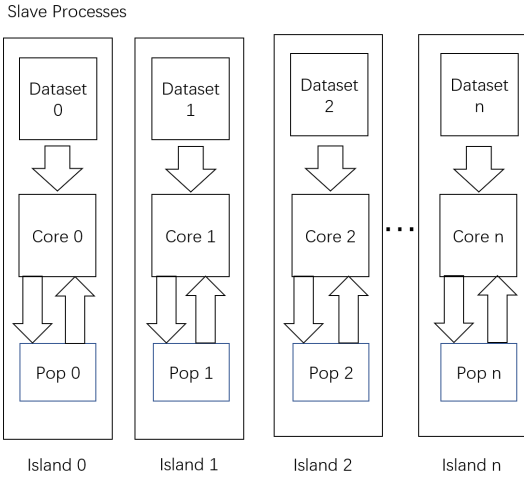 Slave Processes
Dataset
0
Dataset
1
Dataset
2
Dataset
n
Core 0
Core 1
Core 2
...
Core n
Pop 0
Pop 1
Pop 2
Pop n
Island 0
Island 1
Island 2
Island n